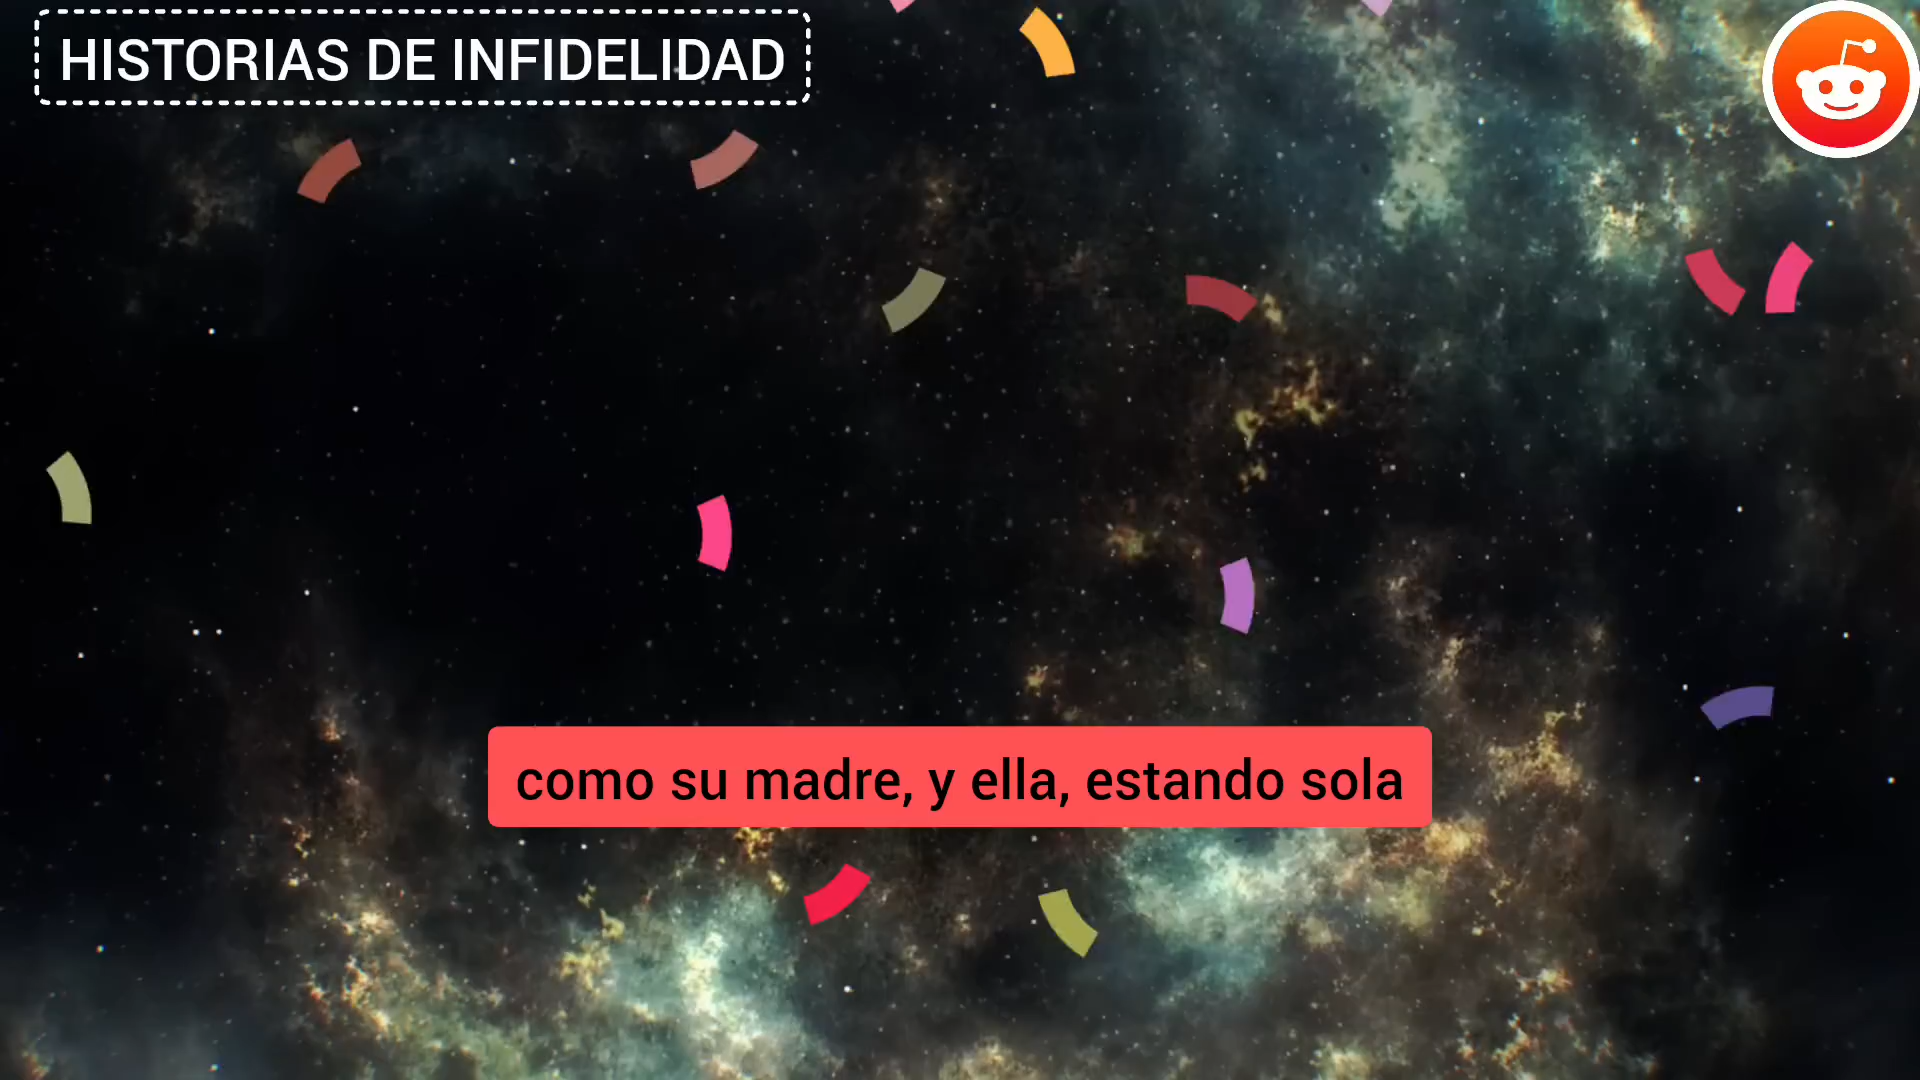 HISTORIAS DE INFIDELIDAD
como su madre, y ella, estando sola